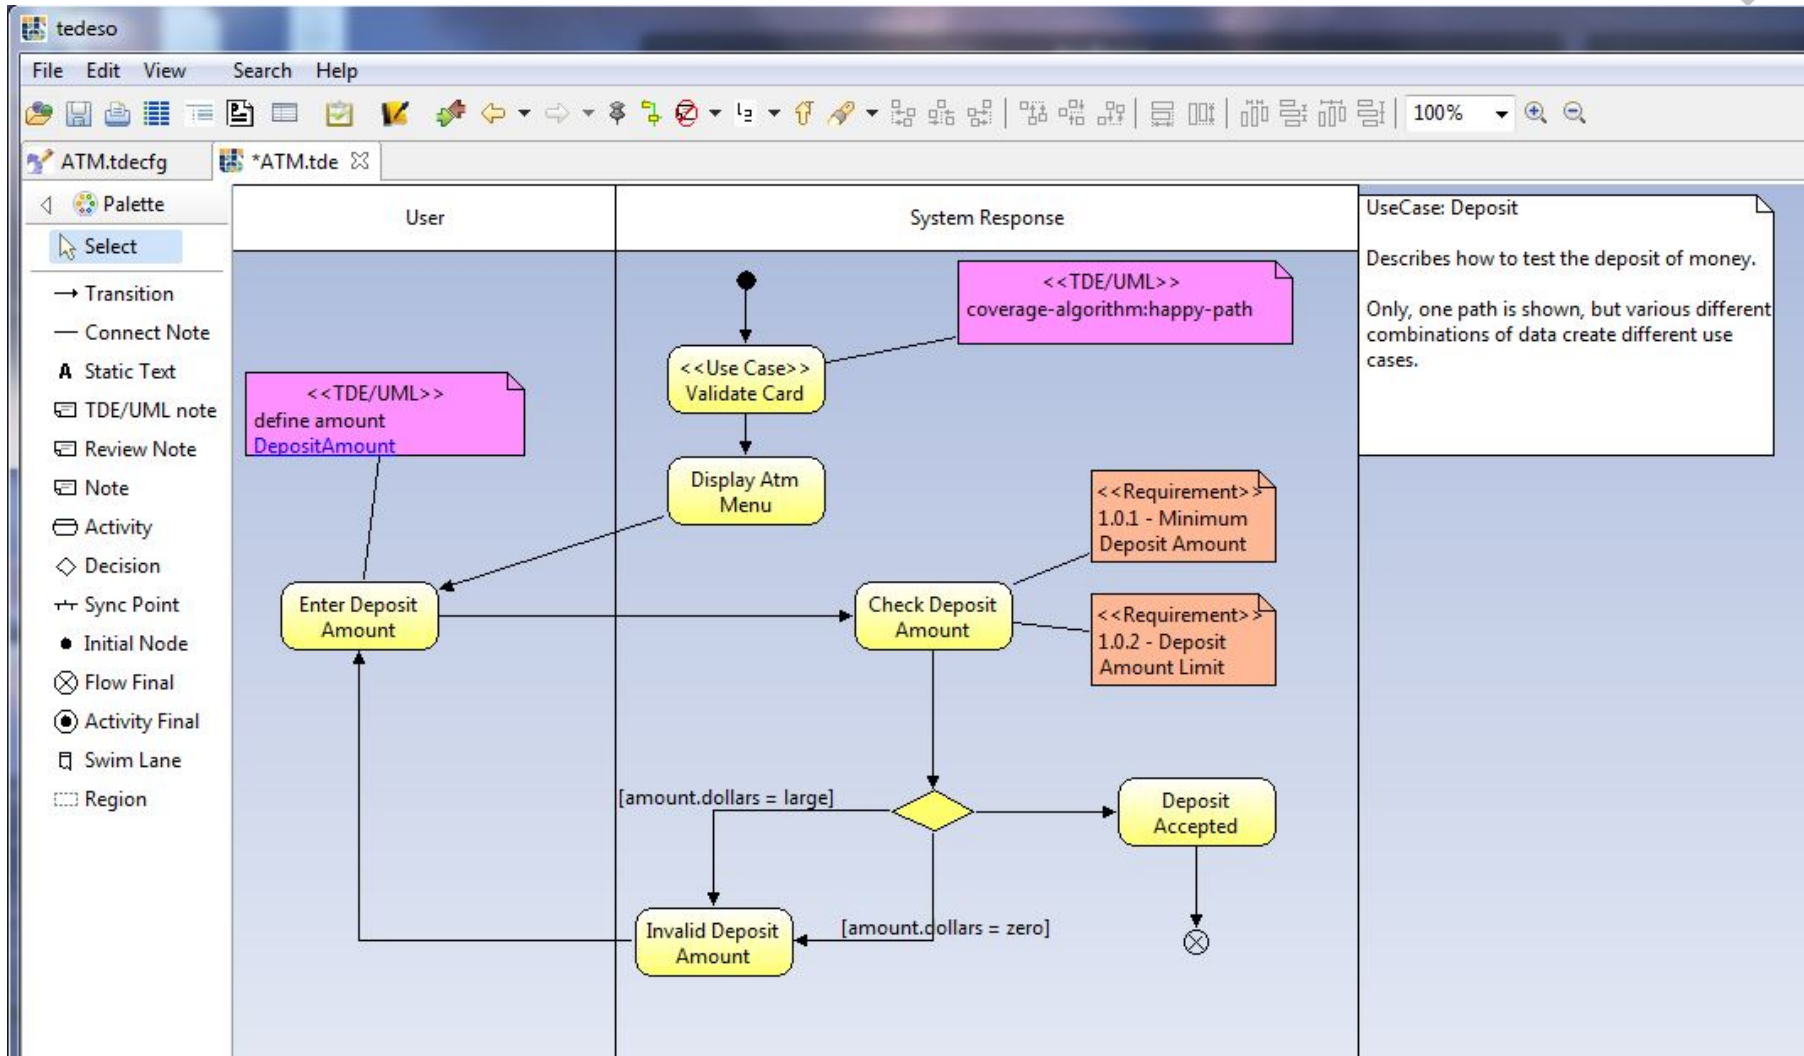 tedeso
File Edit View Search Help
100%
ATM.tdecfg
*ATM.tde
Palette
Select
Transition
Connect Note
A Static Text
TDE/UML note
Review Note
Note
Activity
Decision
Sync Point
Initial Node
Flow Final
Activity Final
Swim Lane
Region
User
System Response
<<TDE/UML>>
coverage-algorithm:happy-path
<<Use Case>>
Validate Card
<<TDE/UML>>
define amount
DepositAmount
Display Atm
Menu
<<Requirement>>
1.0.1 - Minimum
Deposit Amount
Enter Deposit
Amount
Check Deposit
Amount
<<Requirement>>
1.0.2 - Deposit
Amount Limit
[amount.dollars = large]
Deposit
Accepted
Invalid Deposit
Amount
[amount.dollars = zero]
UseCase: Deposit
Describes how to test the deposit of money.
Only, one path is shown, but various different
combinations of data create different use
cases.